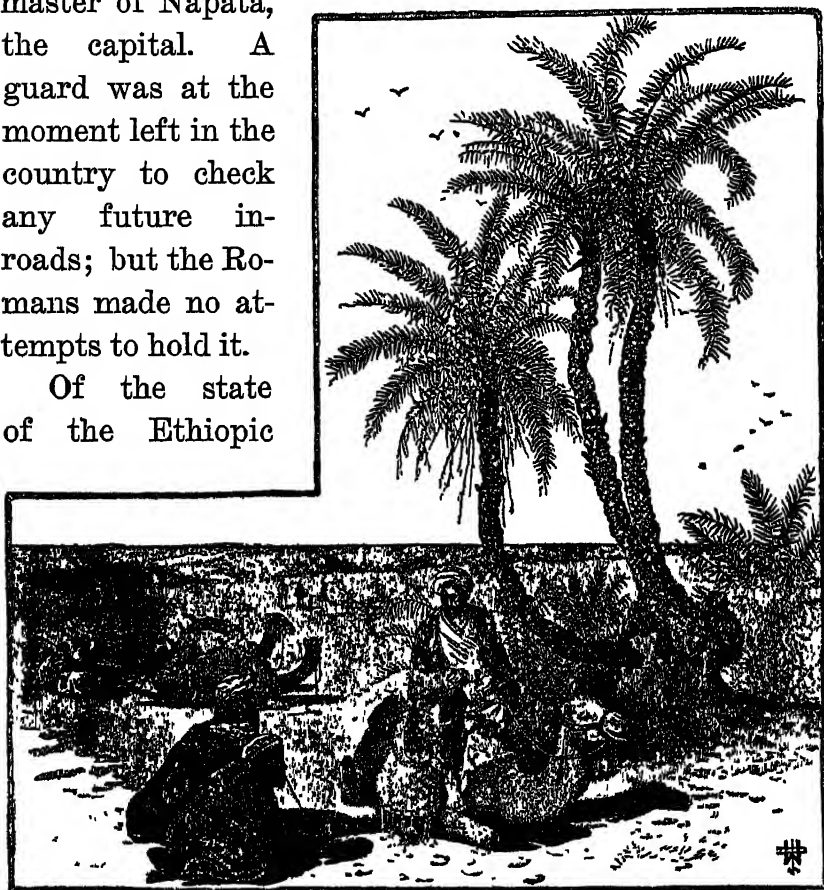 master of Napata,
the capital. A
guard was at the
moment left in the
country to check
any future in-
roads; but the Ro-
mans made no at-
tempts to hold it.
Of the state
of the Ethiopic